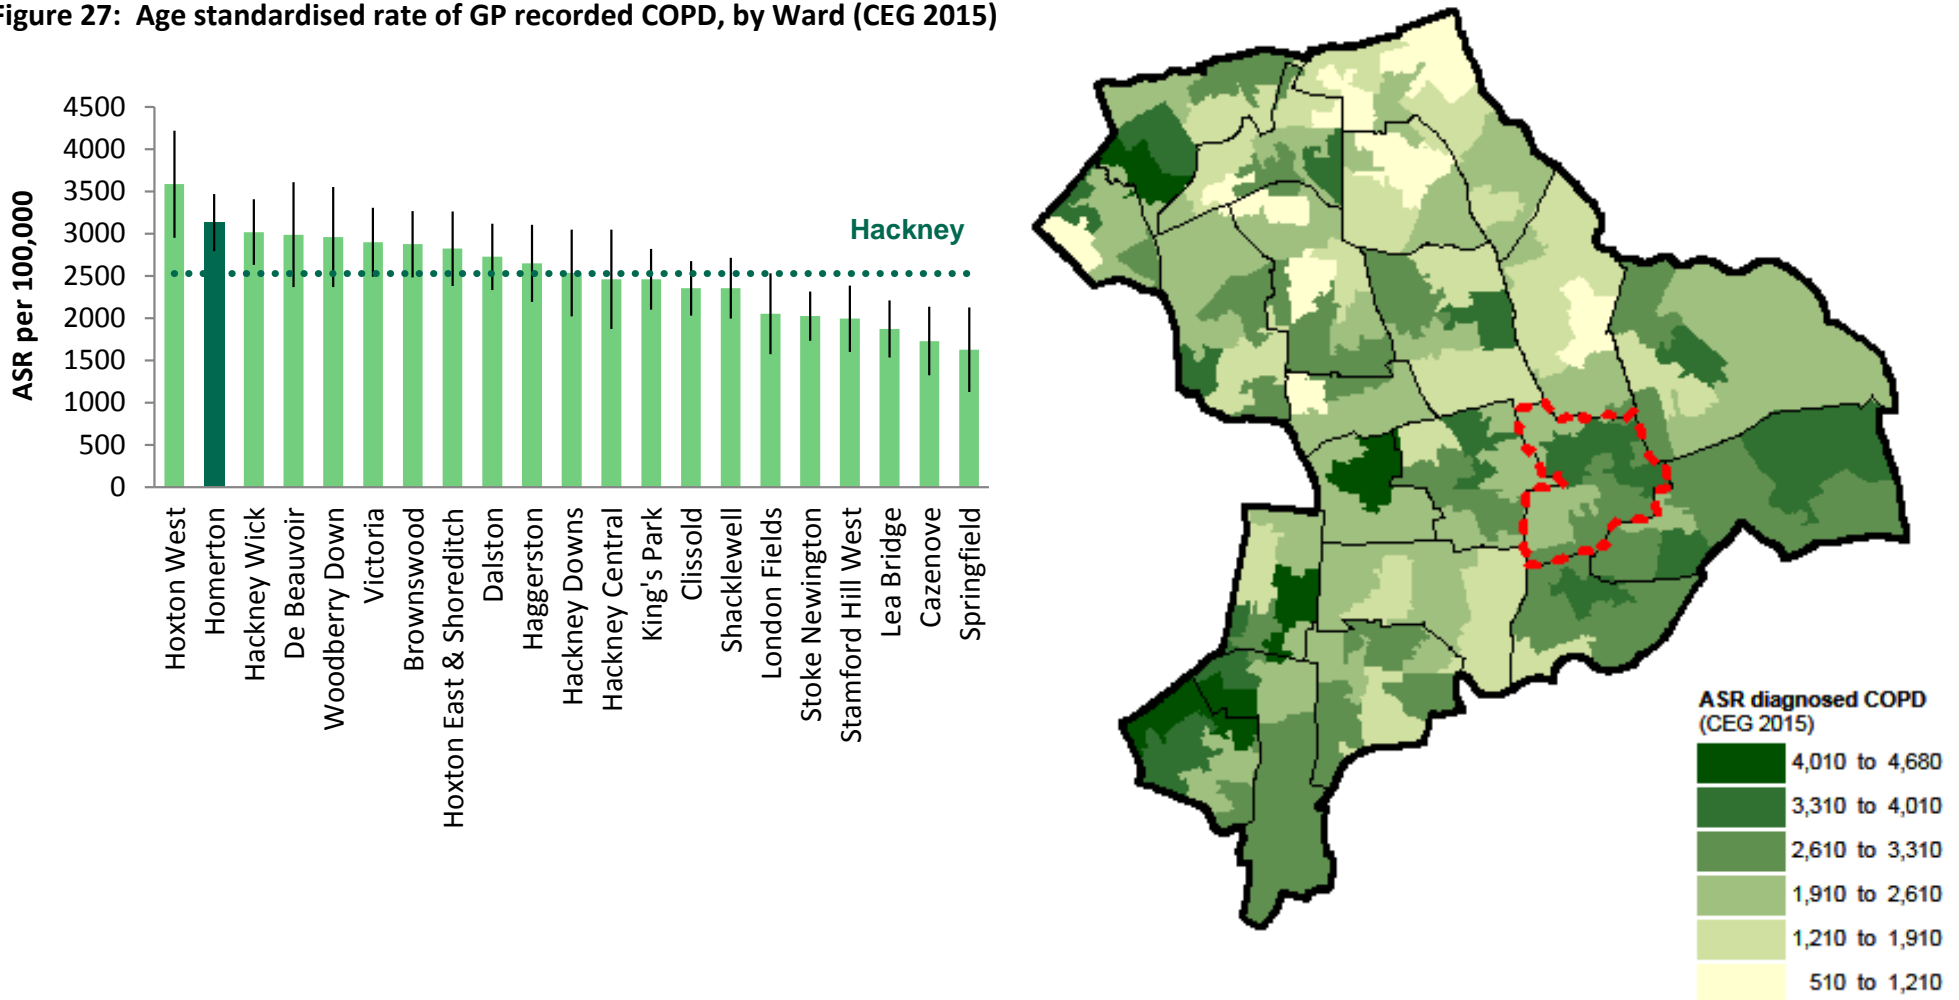 igure 27: Age standardised rate of GP recorded COPD, by Ward (CEG 2015)
ASR per 100,000
4500
4000
3500
3000
2500
2000
1500
1000
500
0
Hackney
Hoxton West
Homerton
Hackney Wick
De Beauvoir
Woodberry Down
Victoria
Brownswood
Hoxton East & Shoreditch
Dalston
Haggerston
Hackney Downs
Hackney Central
King's Park
Clissold
Shacklewell
London Fields
Stoke Newington
Stamford Hill West
Lea Bridge
Cazenove
Springfield
ASR diagnosed COPD
(CEG 2015)
4,010 to 4,680
3,310 to 4,010
2,610 to 3,310
1,910 to 2,610
1,210 to 1,910
510 to 1,210